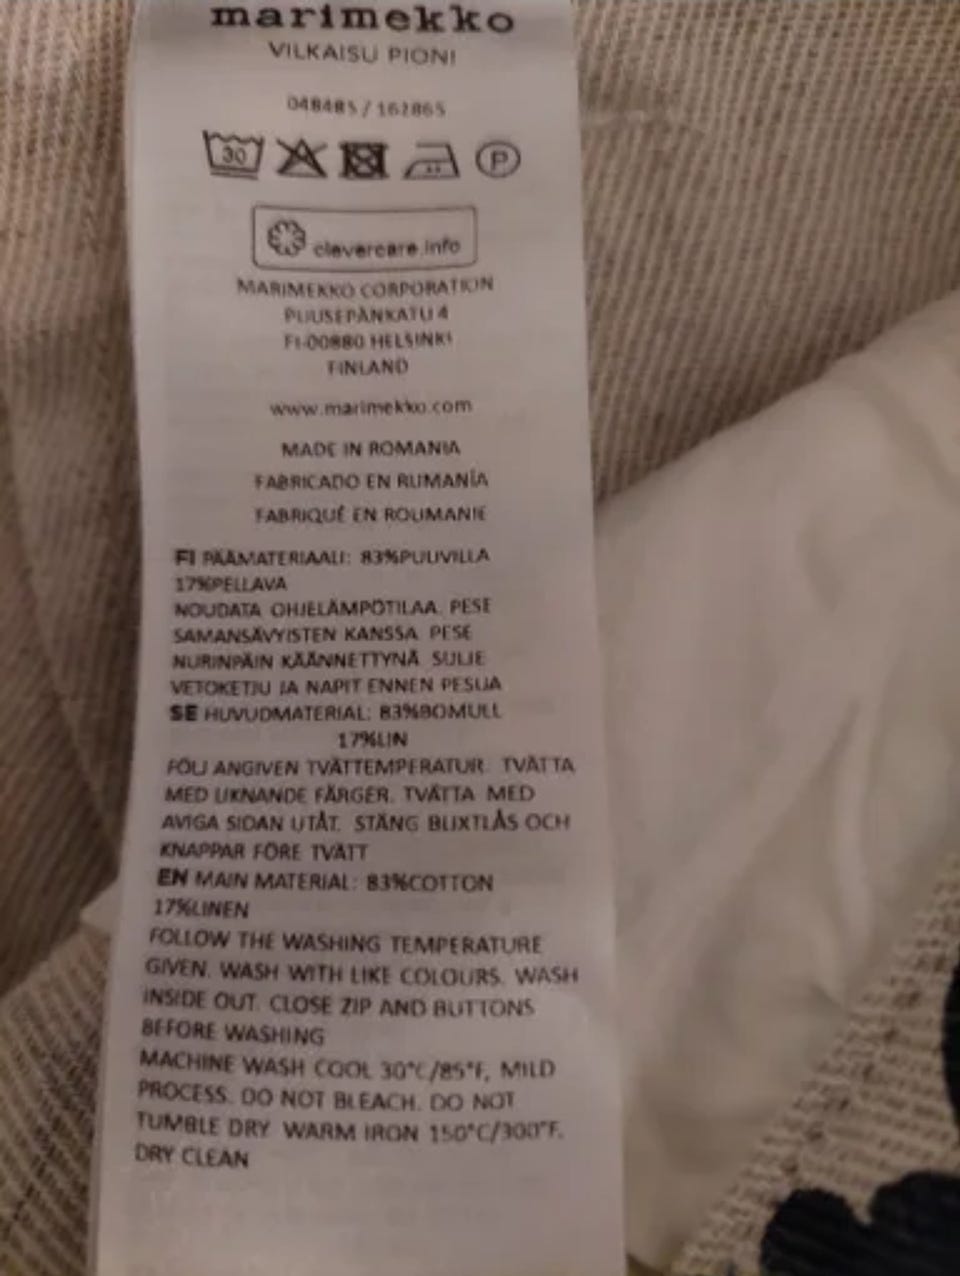 marimekko
VILKAISU PIONI
048485 / 162865
30 P
clevercare.info
MARIMEKKO CORPORATION
PUUSEPÄNKATU 4
FI-00880 HELSINKI
FINLAND
www.marimekko.com
MADE IN ROMANIA
FABRICADO EN RUMANÍA
FABRIQUÉ EN ROUMANIE
FI PÄÄMATERIAALI: 83%PUUVILLA
17%PELLAVA
NOUDATA OHJELÄMPÖTILAA. PESE
SAMANSÄVYISTEN KANSSA. PESE
NURINPÄIN KÄÄNNETTYNÄ. SULJE
VETOKETJU JA NAPIT ENNEN PESUA
SE HUVUDMATERIAL: 83%BOMULL
17%LIN
FÖLJ ANGIVEN TVÄTTEMPERATUR. TVÄTTA
MED LIKNANDE FÄRGER. TVÄTTA MED
AVIGA SIDAN UTÅT. STÄNG BLIXTLÅS OCH
KNAPPAR FÖRE TVÄTT
EN MAIN MATERIAL: 83%COTTON
17%LINEN
FOLLOW THE WASHING TEMPERATURE
GIVEN. WASH WITH LIKE COLOURS. WASH
INSIDE OUT. CLOSE ZIP AND BUTTONS
BEFORE WASHING
MACHINE WASH COOL 30°C/85°F, MILD
PROCESS. DO NOT BLEACH. DO NOT
TUMBLE DRY. WARM IRON 150°C/300°F.
DRY CLEAN